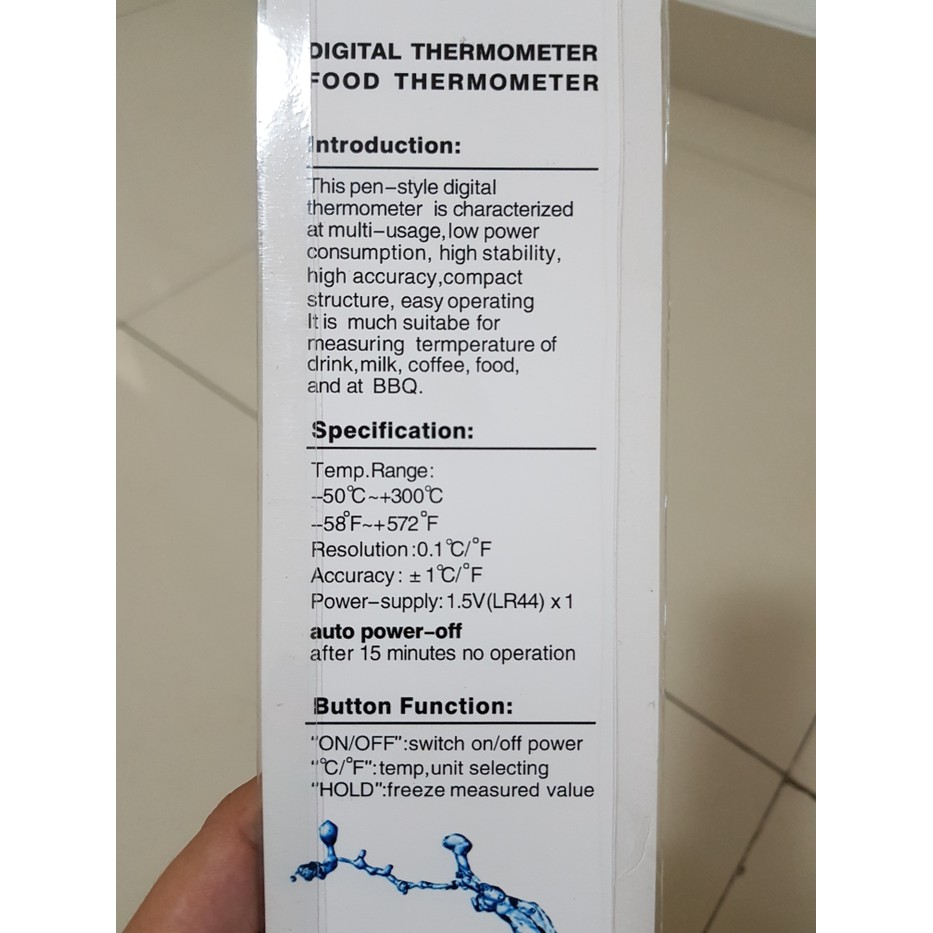 DIGITAL THERMOMETER
FOOD THERMOMETER
Introduction:
This pen-style digital
thermometer is characterized
at multi-usage,low power
consumption, high stability,
high accuracy,compact
structure, easy operating
It is much suitabe for
measuring termperature of
drink,milk, coffee, food,
and at BBQ.
Specification:
Temp.Range:
-50℃~+300℃
-58°F~+572°F
Resolution:0.1℃/°F
Accuracy: ±1℃/°F
Power-supply: 1.5V(LR44) x 1
auto power-off
after 15 minutes no operation
Button Function:
"ON/OFF":switch on/off power
"℃/°F":temp,unit selecting
"HOLD":freeze measured value